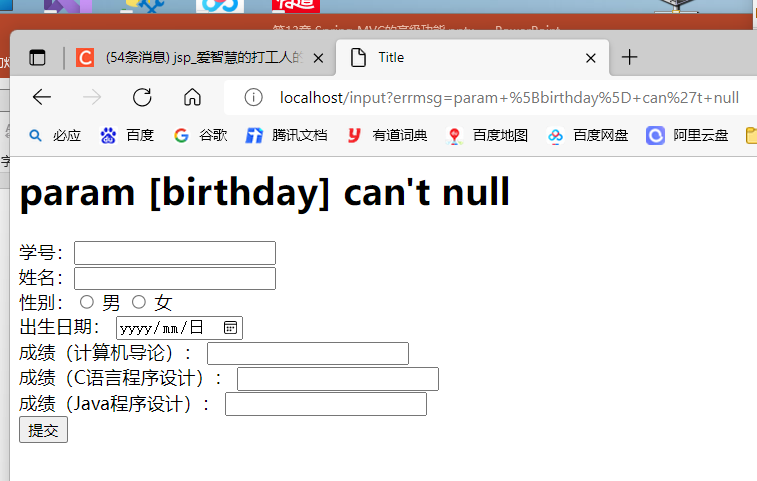 第12章 Spring MVC的高级功能.pptx - PowerPoint
(54条消息) jsp_爱智慧的打工人的
Title
localhost/input?errmsg=param+%5Bbirthday%5D+can%27t+null
必应 百度 谷歌 腾讯文档 有道词典 百度地图 百度网盘 阿里云盘
param [birthday] can't null
学号：
姓名：
性别： 男 女
出生日期： yyyy/mm/日
成绩（计算机导论）：
成绩（C语言程序设计）：
成绩（Java程序设计）：
提交